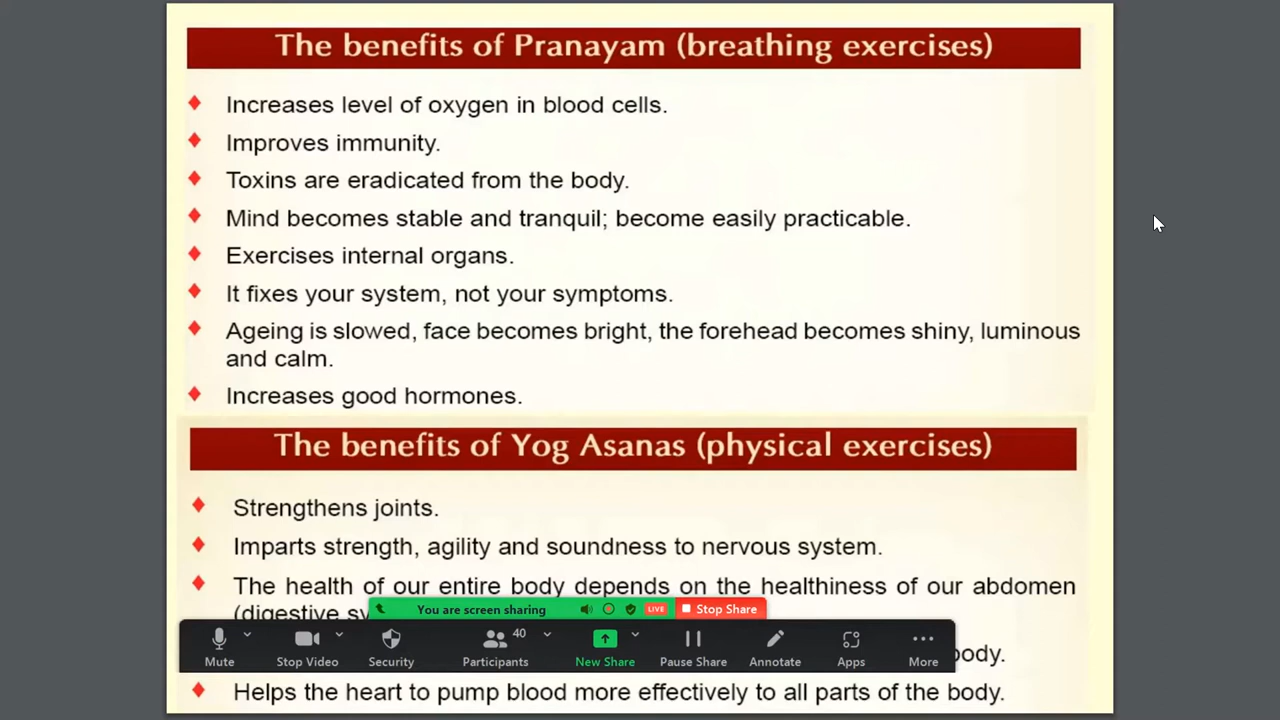 The benefits of Pranayam (breathing exercises)
Increases level of oxygen in blood cells.
Improves immunity.
Toxins are eradicated from the body.
Mind becomes stable and tranquil; become easily practicable.
Exercises internal organs.
It fixes your system, not your symptoms.
Ageing is slowed, face becomes bright, the forehead becomes shiny, luminous
and calm.
Increases good hormones.
The benefits of Yog Asanas (physical exercises)
Strengthens joints.
Imparts strength, agility and soundness to nervous system.
The health of our entire body depends on the healthiness of our abdomen
(digestive
You are screen sharing LIVE Stop Share
40
Mute Stop Video Security Participants New Share Pause Share Annotate Apps More
body.
Helps the heart to pump blood more effectively to all parts of the body.